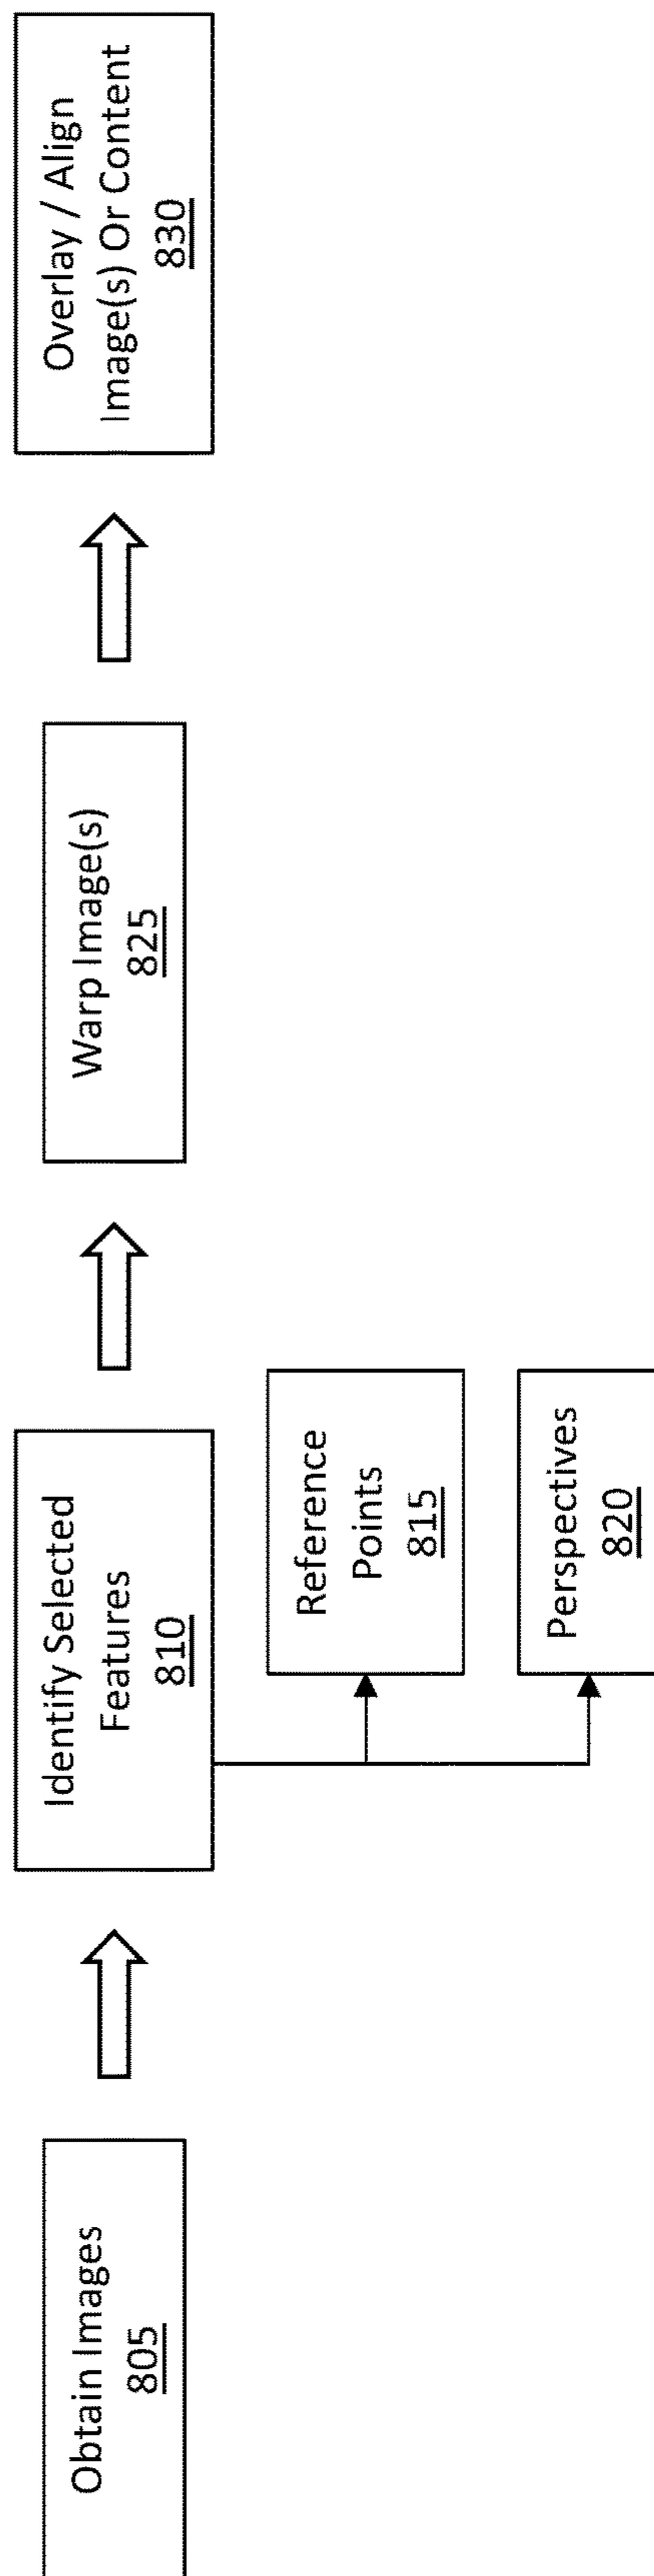 Obtain Images
805
Identify Selected
Features
810
Reference
Points
815
Perspectives
820
Warp Image(s)
825
Overlay / Align
Image(s) Or Content
830